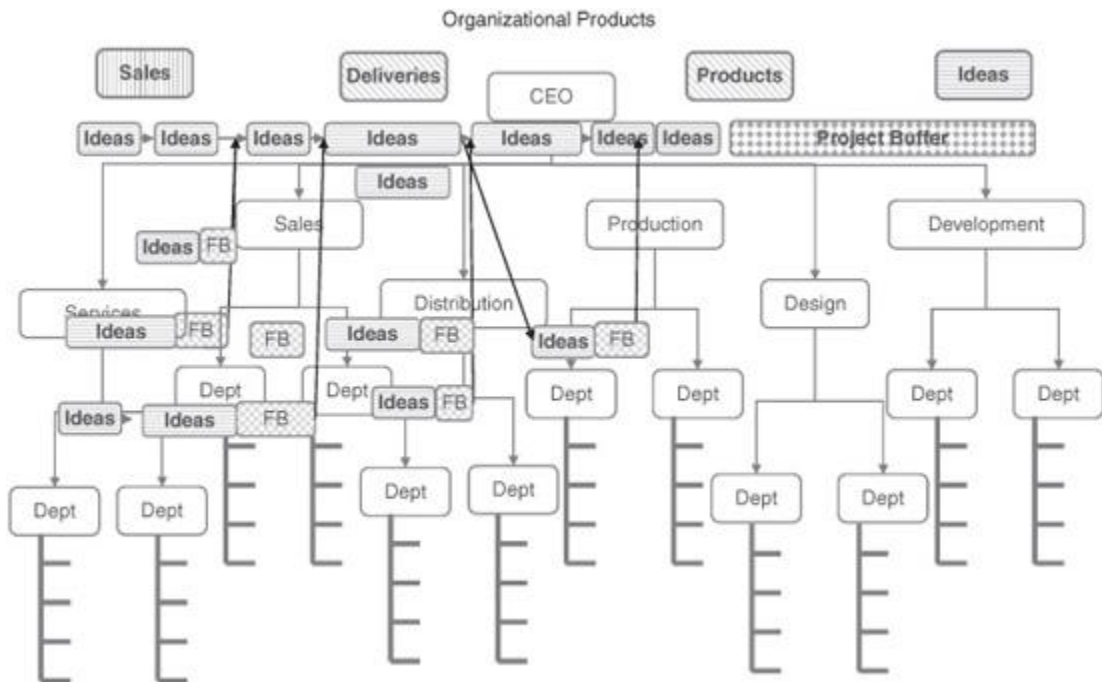 Organizational Products
Sales Deliveries Products Ideas
CEO
Ideas Ideas Ideas Ideas Ideas Ideas Ideas Project Buffer
Ideas
Sales Production Development
Ideas FB
Services Distribution Design
Ideas FB FB Ideas FB Ideas FB
Dept Dept Dept Dept Dept Dept
Ideas Ideas FB Ideas FB
Dept Dept Dept Dept Dept Dept